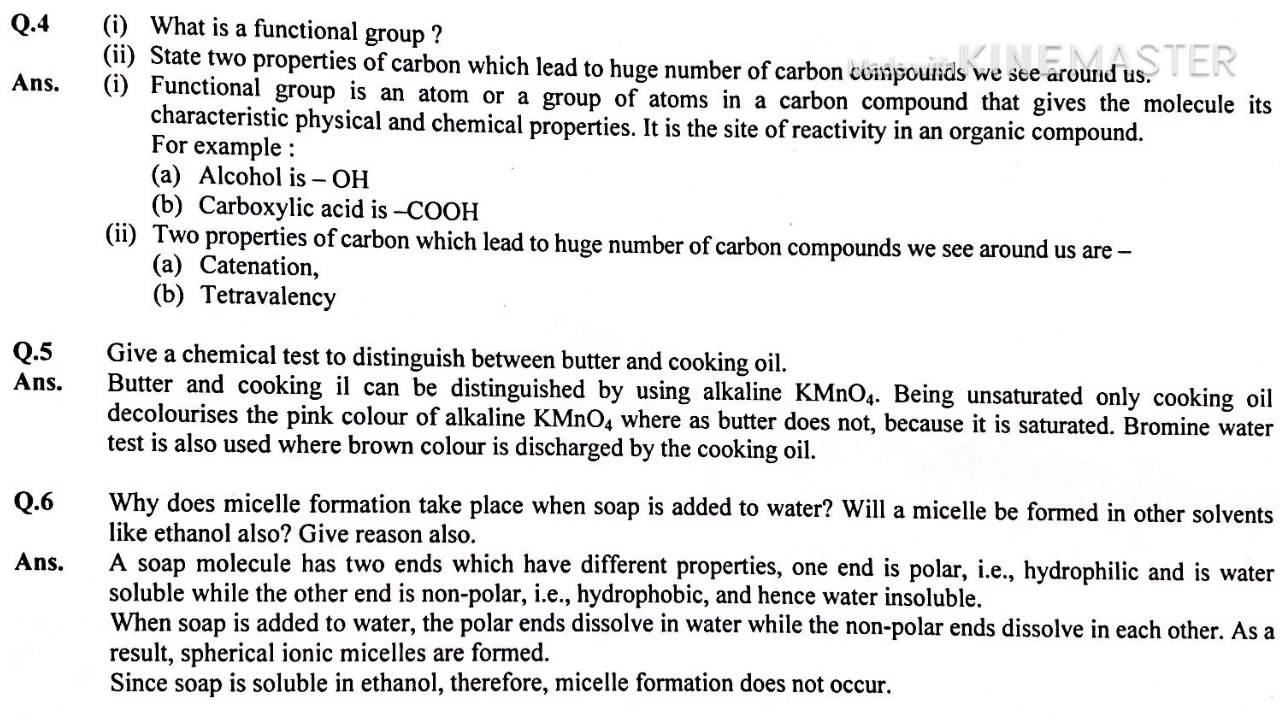 Q.4 (i) What is a functional group ?
(ii) State two properties of carbon which lead to huge number of carbon compounds we see around us.
Made with KINEMASTER
Ans. (i) Functional group is an atom or a group of atoms in a carbon compound that gives the molecule its
characteristic physical and chemical properties. It is the site of reactivity in an organic compound.
For example :
(a) Alcohol is – OH
(b) Carboxylic acid is –COOH
(ii) Two properties of carbon which lead to huge number of carbon compounds we see around us are –
(a) Catenation,
(b) Tetravalency
Q.5 Give a chemical test to distinguish between butter and cooking oil.
Ans. Butter and cooking il can be distinguished by using alkaline KMnO₄. Being unsaturated only cooking oil
decolourises the pink colour of alkaline KMnO₄ where as butter does not, because it is saturated. Bromine water
test is also used where brown colour is discharged by the cooking oil.
Q.6 Why does micelle formation take place when soap is added to water? Will a micelle be formed in other solvents
like ethanol also? Give reason also.
Ans. A soap molecule has two ends which have different properties, one end is polar, i.e., hydrophilic and is water
soluble while the other end is non-polar, i.e., hydrophobic, and hence water insoluble.
When soap is added to water, the polar ends dissolve in water while the non-polar ends dissolve in each other. As a
result, spherical ionic micelles are formed.
Since soap is soluble in ethanol, therefore, micelle formation does not occur.